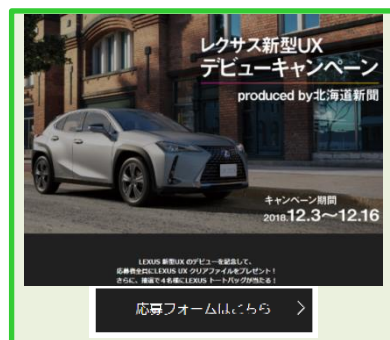 レクサス新型UX
デビューキャンペーン
produced by北海道新聞
キャンペーン期間
2018.12.3〜12.16
LEXUS 新型UX のデビューを記念して、
応募者全員にLEXUS UX クリアファイルをプレゼント！
さらに、抽選で４名様にLEXUS トートバッグが当たる！
応募フォームはこちら